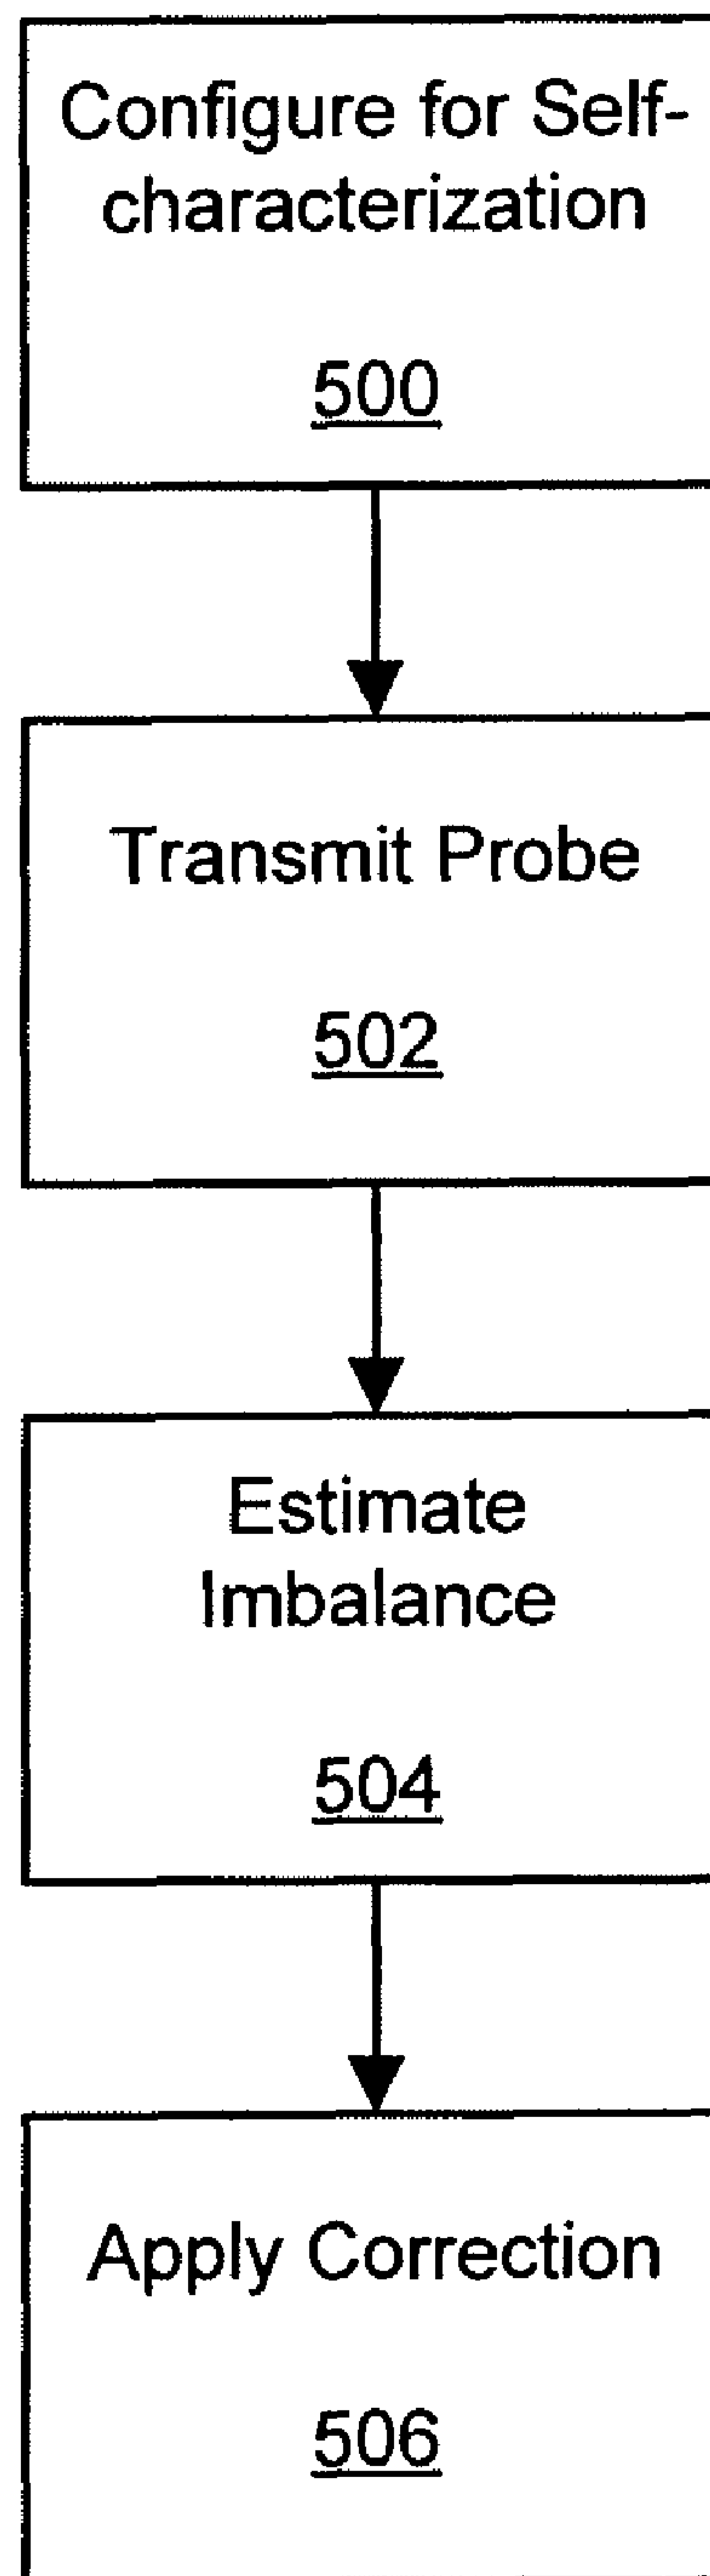 Configure for Self-
characterization
500
Transmit Probe
502
Estimate
Imbalance
504
Apply Correction
506